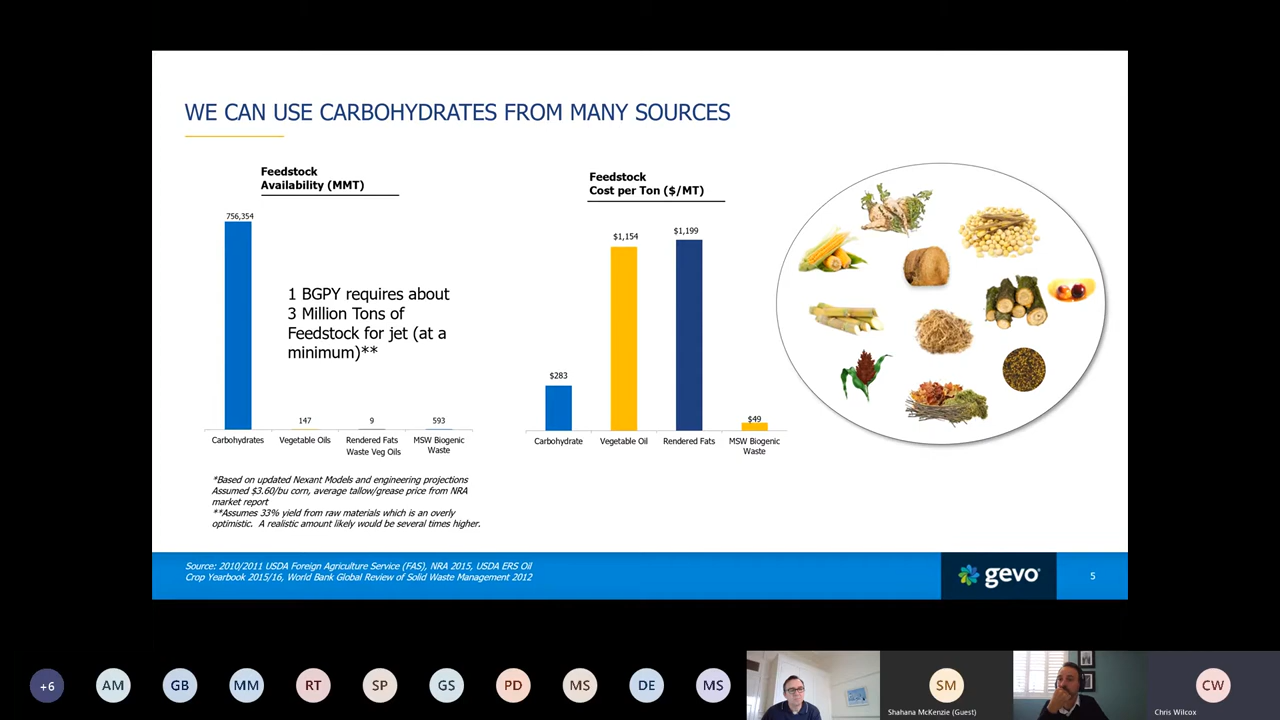 WE CAN USE CARBOHYDRATES FROM MANY SOURCES
Feedstock
Availability (MMT)
756,354
147
9
593
Carbohydrates
Vegetable Oils
Rendered Fats
Waste Veg Oils
MSW Biogenic
Waste
1 BGPY requires about
3 Million Tons of
Feedstock for jet (at a
minimum)**
Feedstock
Cost per Ton ($/MT)
$283
$1,154
$1,199
$49
Carbohydrate
Vegetable Oil
Rendered Fats
MSW Biogenic
Waste
*Based on updated Nexant Models and engineering projections
Assumed $3.60/bu corn, average tallow/grease price from NRA
market report
**Assumes 33% yield from raw materials which is an overly
optimistic. A realistic amount likely would be several times higher.
Source: 2010/2011 USDA Foreign Agriculture Service (FAS), NRA 2015, USDA ERS Oil
Crop Yearbook 2015/16, World Bank Global Review of Solid Waste Management 2012
gevo®
5
+6
AM
GB
MM
RT
SP
GS
PD
MS
DE
MS
SM
Shahana McKenzie (Guest)
CW
Chris Wilcox